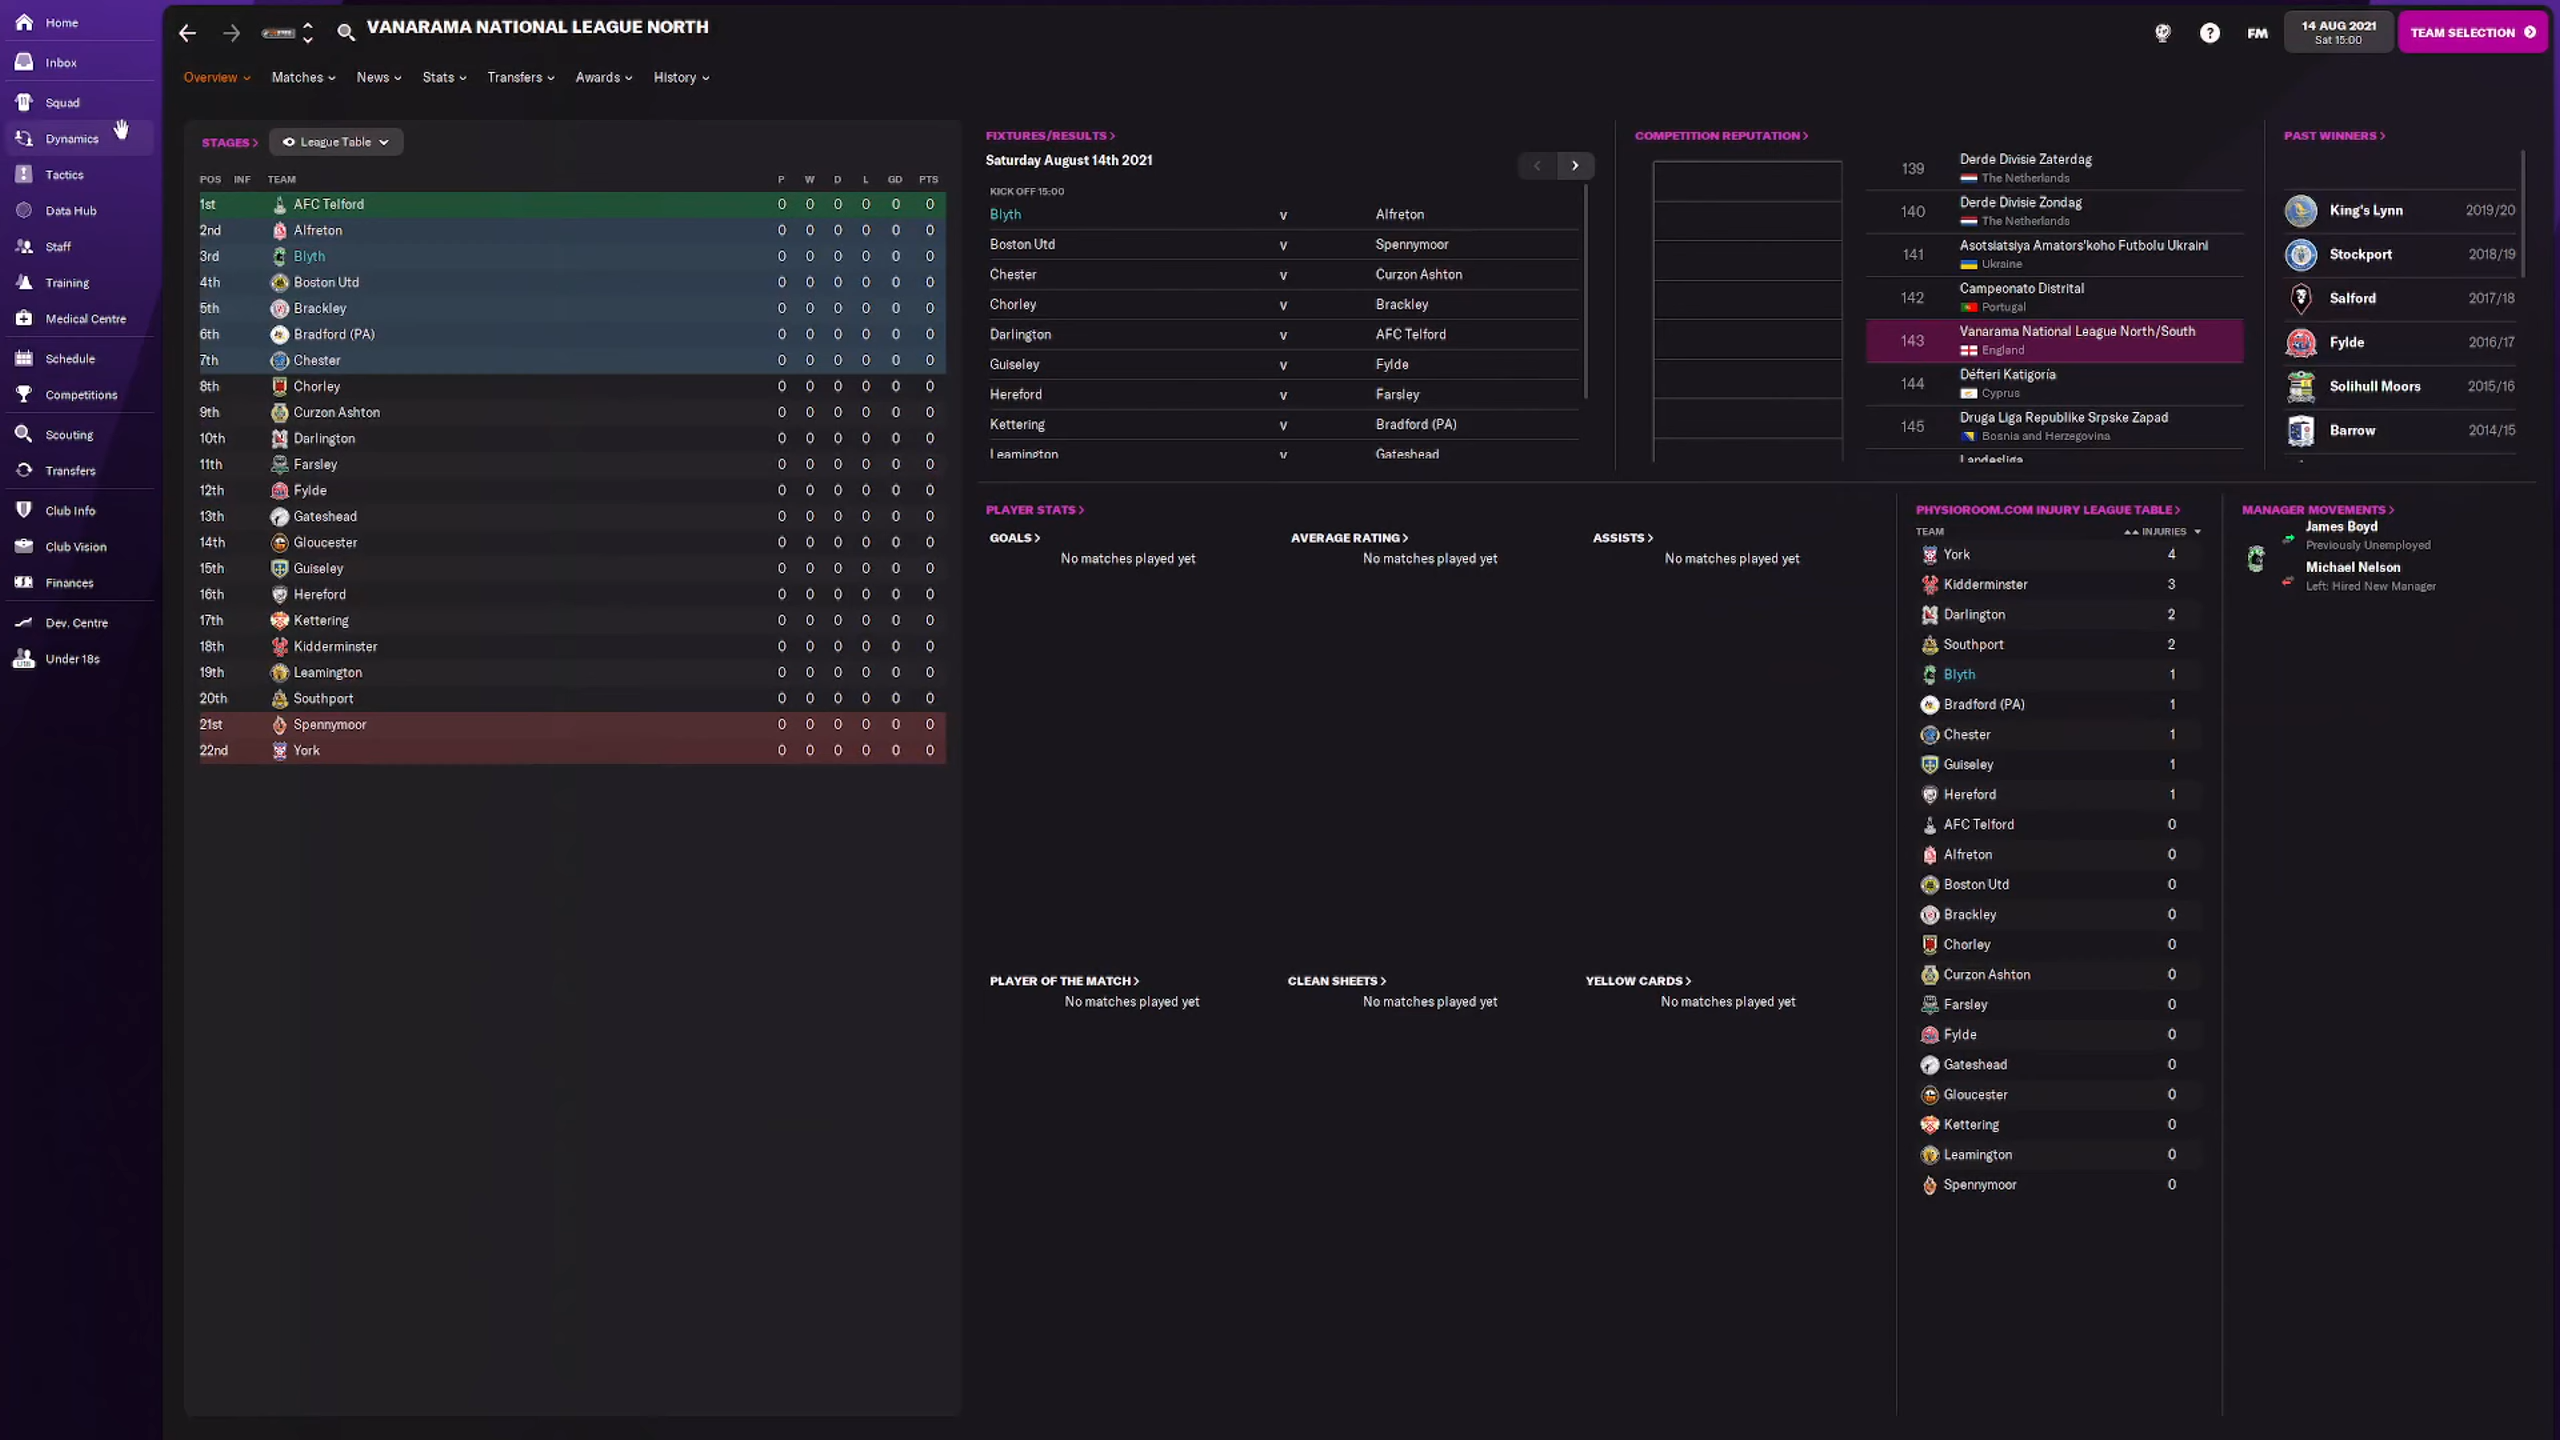 Home
Inbox
Squad
Dynamics
Tactics
Data Hub
Staff
Training
Medical Centre
Schedule
Competitions
Scouting
Transfers
Club Info
Club Vision
Finances
Dev. Centre
Under 18s
VANARAMA NATIONAL LEAGUE NORTH
FM
14 AUG 2021
Sat 15:00
TEAM SELECTION
Overview Matches News Stats Transfers Awards History
STAGES League Table
POS INF TEAM P W D L GD PTS
1st AFC Telford 0 0 0 0 0 0
2nd Alfreton 0 0 0 0 0 0
3rd Blyth 0 0 0 0 0 0
4th Boston Utd 0 0 0 0 0 0
5th Brackley 0 0 0 0 0 0
6th Bradford (PA) 0 0 0 0 0 0
7th Chester 0 0 0 0 0 0
8th Chorley 0 0 0 0 0 0
9th Curzon Ashton 0 0 0 0 0 0
10th Darlington 0 0 0 0 0 0
11th Farsley 0 0 0 0 0 0
12th Fylde 0 0 0 0 0 0
13th Gateshead 0 0 0 0 0 0
14th Gloucester 0 0 0 0 0 0
15th Guiseley 0 0 0 0 0 0
16th Hereford 0 0 0 0 0 0
17th Kettering 0 0 0 0 0 0
18th Kidderminster 0 0 0 0 0 0
19th Leamington 0 0 0 0 0 0
20th Southport 0 0 0 0 0 0
21st Spennymoor 0 0 0 0 0 0
22nd York 0 0 0 0 0 0
FIXTURES/RESULTS
Saturday August 14th 2021
KICK OFF 15:00
Blyth v Alfreton
Boston Utd v Spennymoor
Chester v Curzon Ashton
Chorley v Brackley
Darlington v AFC Telford
Guiseley v Fylde
Hereford v Farsley
Kettering v Bradford (PA)
Leamington v Gateshead
COMPETITION REPUTATION
139 Derde Divisie Zaterdag
The Netherlands
140 Derde Divisie Zondag
The Netherlands
141 Asotsiatsiya Amators'koho Futbolu Ukraini
Ukraine
142 Campeonato Distrital
Portugal
143 Vanarama National League North/South
England
144 Défteri Katigoría
Cyprus
145 Druga Liga Republike Srpske Zapad
Bosnia and Herzegovina
Landesliga
PAST WINNERS
King's Lynn 2019/20
Stockport 2018/19
Salford 2017/18
Fylde 2016/17
Solihull Moors 2015/16
Barrow 2014/15
PLAYER STATS
GOALS
No matches played yet
AVERAGE RATING
No matches played yet
ASSISTS
No matches played yet
PLAYER OF THE MATCH
No matches played yet
CLEAN SHEETS
No matches played yet
YELLOW CARDS
No matches played yet
PHYSIOROOM.COM INJURY LEAGUE TABLE
TEAM INJURIES
York 4
Kidderminster 3
Darlington 2
Southport 2
Blyth 1
Bradford (PA) 1
Chester 1
Guiseley 1
Hereford 1
AFC Telford 0
Alfreton 0
Boston Utd 0
Brackley 0
Chorley 0
Curzon Ashton 0
Farsley 0
Fylde 0
Gateshead 0
Gloucester 0
Kettering 0
Leamington 0
Spennymoor 0
MANAGER MOVEMENTS
James Boyd
Previously Unemployed
Michael Nelson
Left: Hired New Manager